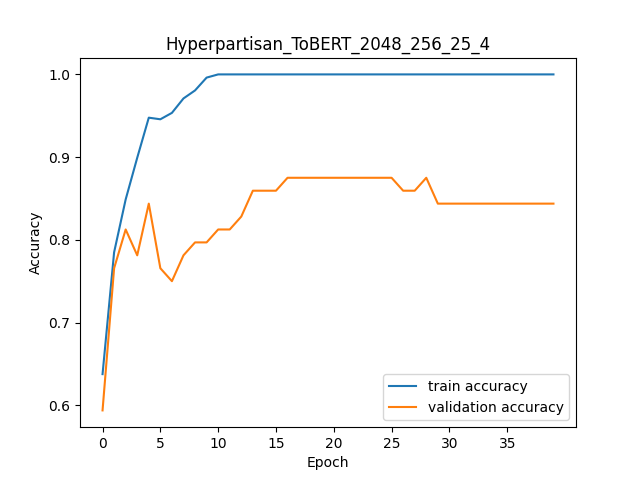 Hyperpartisan_ToBERT_2048_256_25_4
1.0
0.9
0.8
0.7
0.6
Accuracy
0 5 10 15 20 25 30 35
Epoch
train accuracy
validation accuracy